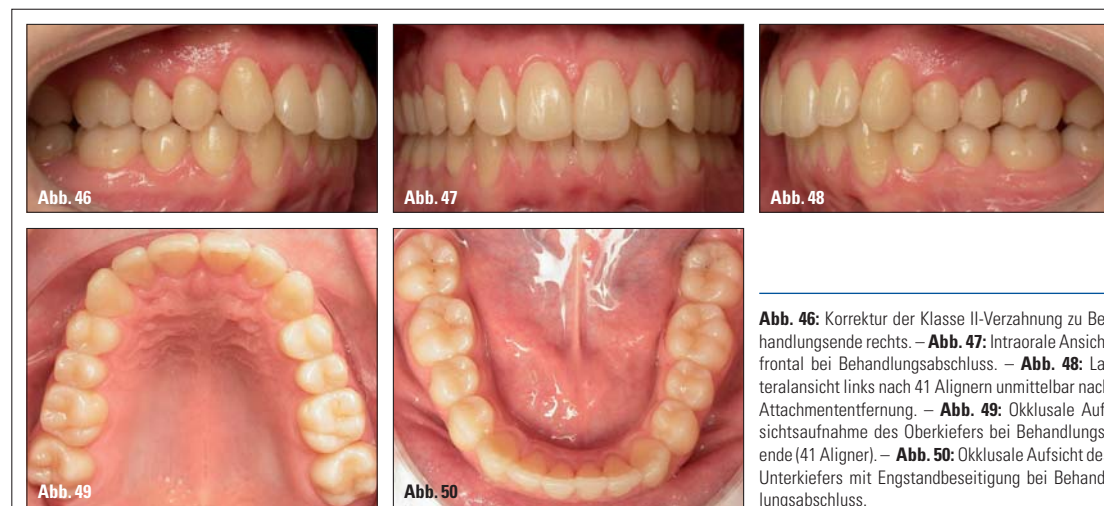 Abb. 46
Abb. 47
Abb. 48
Abb. 49
Abb. 50
Abb. 46: Korrektur der Klasse II-Verzahnung zu Be-
handlungsende rechts. – Abb. 47: Intraorale Ansich
frontal bei Behandlungsabschluss. – Abb. 48: La-
teralansicht links nach 41 Alignern unmittelbar nach
Attachmententfernung. – Abb. 49: Okklusale Auf-
sichtsaufnahme des Oberkiefers bei Behandlungs-
ende (41 Aligner). – Abb. 50: Okklusale Aufsicht de
Unterkiefers mit Engstandbeseitigung bei Behand-
lungsabschluss.